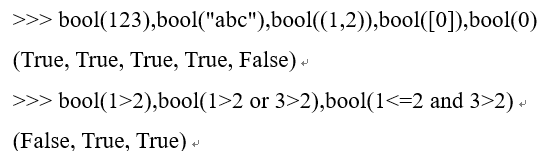 >>> bool(123),bool("abc"),bool((1,2)),bool([0]),bool(0)
(True, True, True, True, False)
>>> bool(1>2),bool(1>2 or 3>2),bool(1<=2 and 3>2)
(False, True, True)